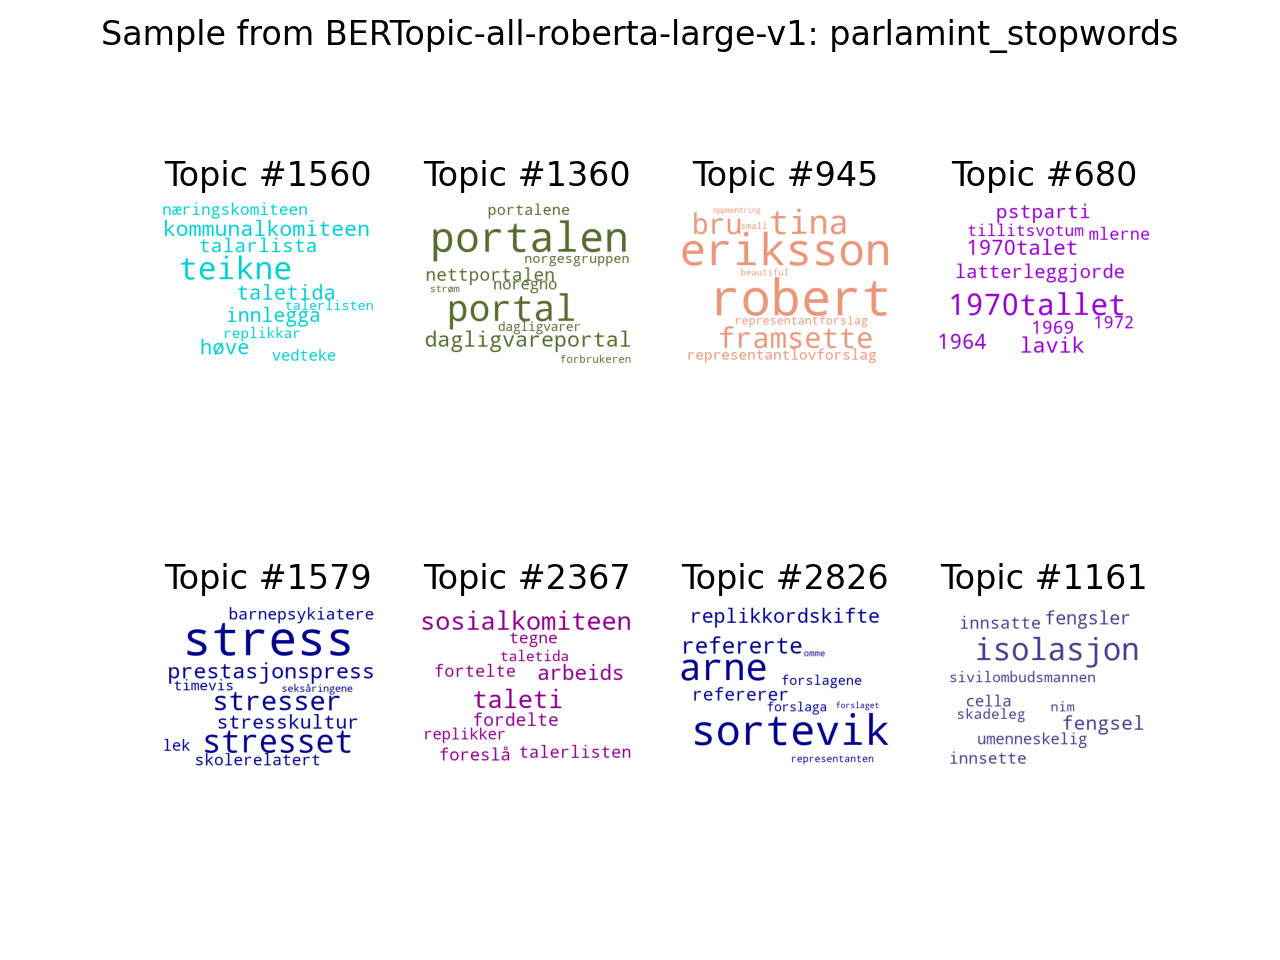 Sample from BERTopic-all-roberta-large-v1: parlamint_stopwords
Topic #1560
næringskomiteen
kommunalkomiteen
talarlista
teikne
taletida
talerlisten
innlegga
replikkar
høve
vedteke
Topic #1360
portalene
portalen
norgesgruppen
nettportalen
noregno
strøm
portal
dagligvarer
dagligvareportal
forbrukeren
Topic #945
oppmuntring
bru
small
tina
eriksson
beautiful
robert
representantforslag
framsette
representantlovforslag
Topic #680
pstparti
tillitsvotum
mlerne
1970talet
latterleggjorde
1970tallet
1969
1972
1964
lavik
Topic #1579
barnepsykiatere
stress
prestasjonspress
timevis
seksåringene
stresser
stresskultur
lek
stresset
skolerelatert
Topic #2367
sosialkomiteen
tegne
taletida
fortelte
arbeids
taleti
fordelte
replikker
foreslå
talerlisten
Topic #2826
replikkordskifte
refererte
omme
arne
forslagene
refererer
forslaga
forslaget
sortevik
representanten
Topic #1161
innsatte
fengsler
isolasjon
sivilombudsmannen
cella
nim
skadeleg
fengsel
umenneskelig
innsette